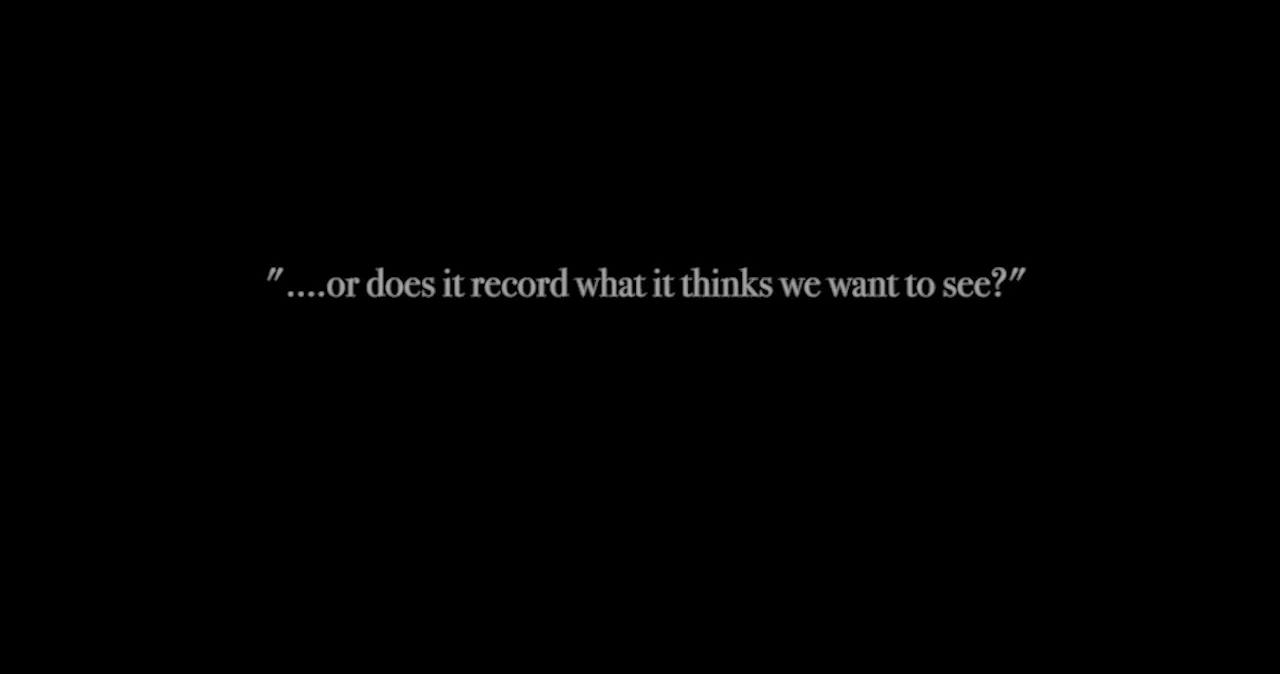 "....or does it record what it thinks we want to see?"